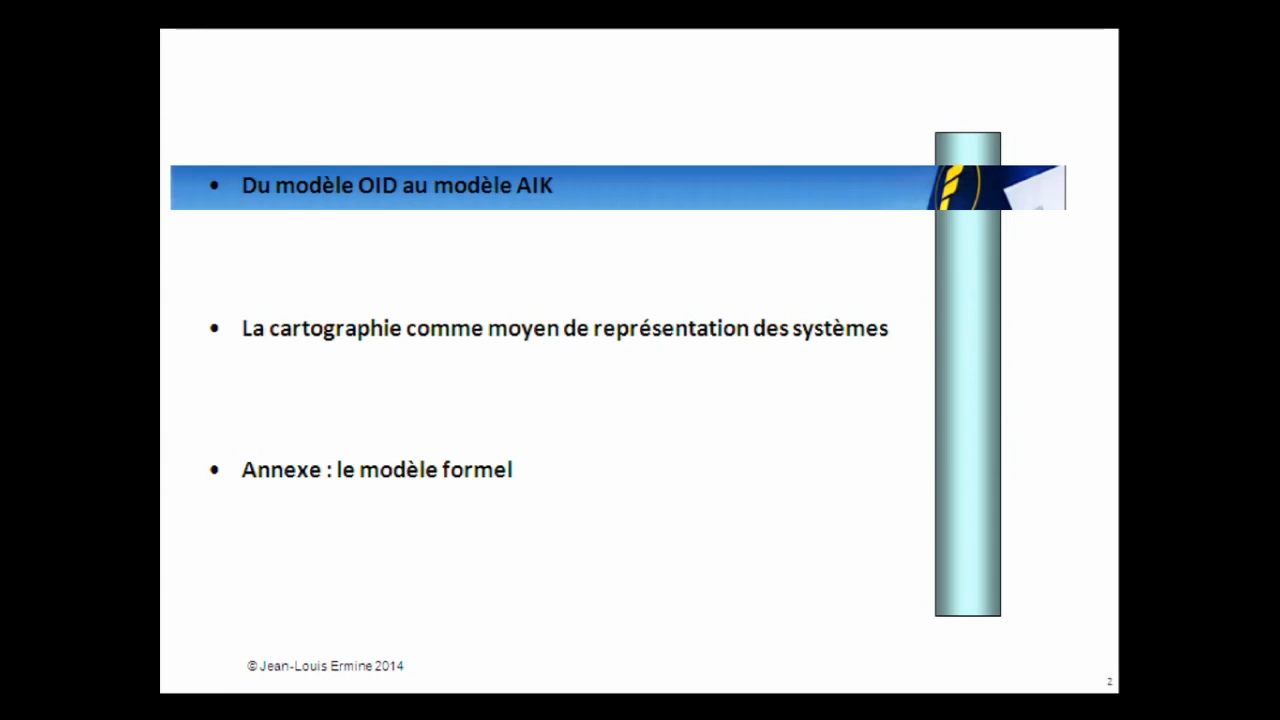 • Du modèle OID au modèle AIK
• La cartographie comme moyen de représentation des systèmes
• Annexe : le modèle formel
© Jean-Louis Ermine 2014
2